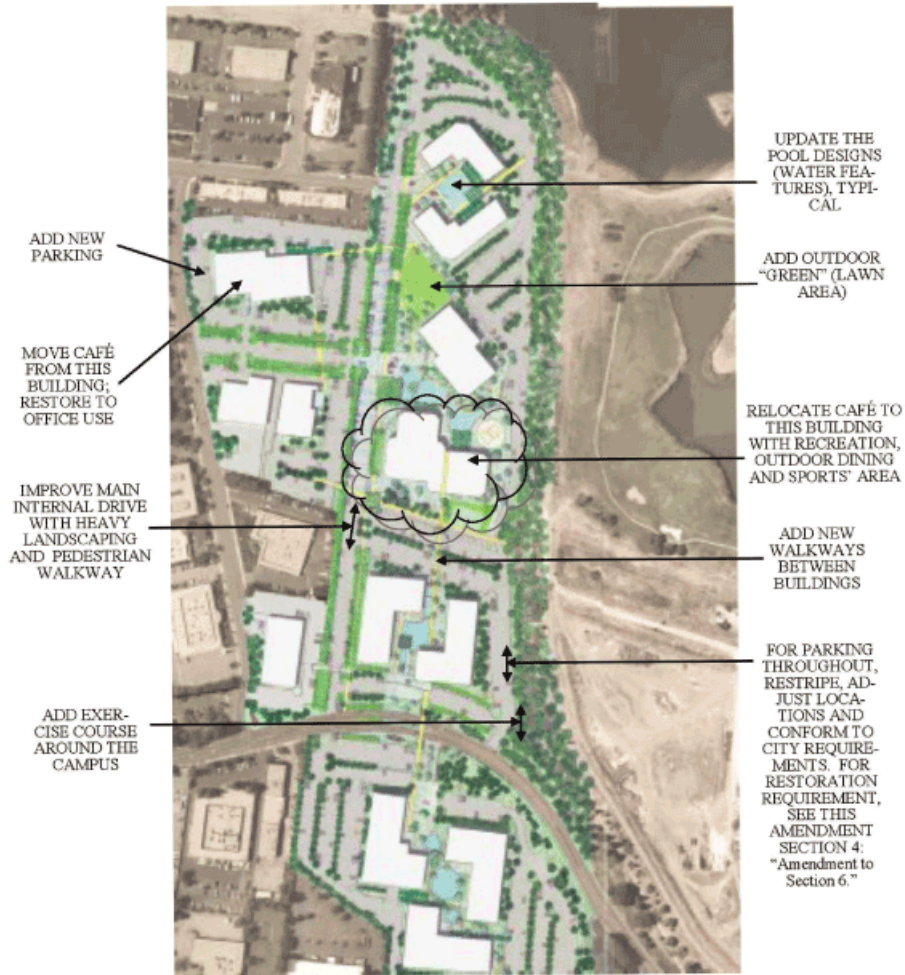 UPDATE THE
POOL DESIGNS
(WATER FEA-
TURES), TYPI-
CAL
ADD NEW
PARKING
ADD OUTDOOR
“GREEN” (LAWN
AREA)
MOVE CAFÉ
FROM THIS
BUILDING;
RESTORE TO
OFFICE USE
RELOCATE CAFÉ TO
THIS BUILDING
WITH RECREATION,
OUTDOOR DINING
AND SPORTS’ AREA
IMPROVE MAIN
INTERNAL DRIVE
WITH HEAVY
LANDSCAPING
AND PEDESTRIAN
WALKWAY
ADD NEW
WALKWAYS
BETWEEN
BUILDINGS
FOR PARKING
THROUGHOUT,
RESTRIPE, AD-
JUST LOCA-
TIONS AND
CONFORM TO
CITY REQUIRE-
MENTS. FOR
RESTORATION
REQUIREMENT,
SEE THIS
AMENDMENT
SECTION 4:
“Amendment to
Section 6.”
ADD EXER-
CISE COURSE
AROUND THE
CAMPUS